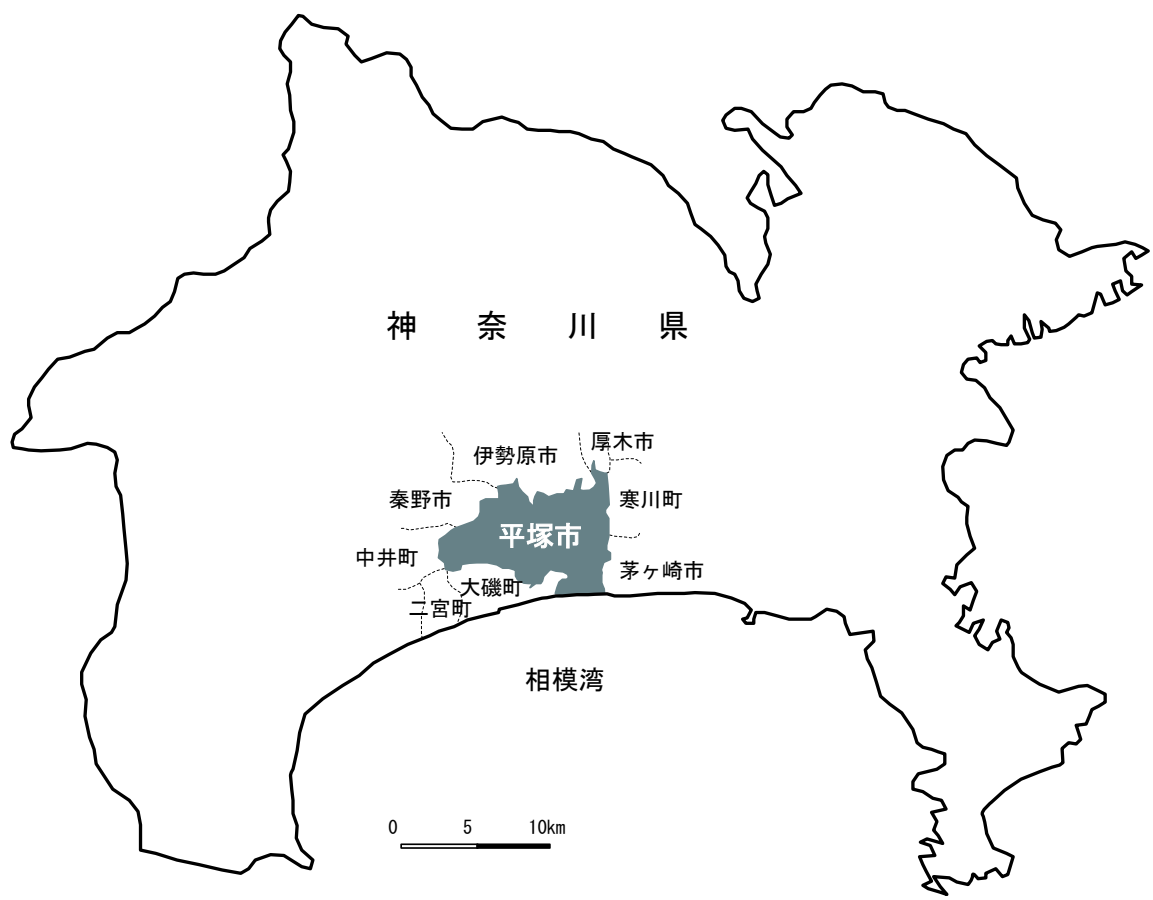 神奈川県
厚木市
伊勢原市
秦野市
寒川町
平塚市
中井町
茅ヶ崎市
大磯町
二宮町
相模湾
0 5 10km